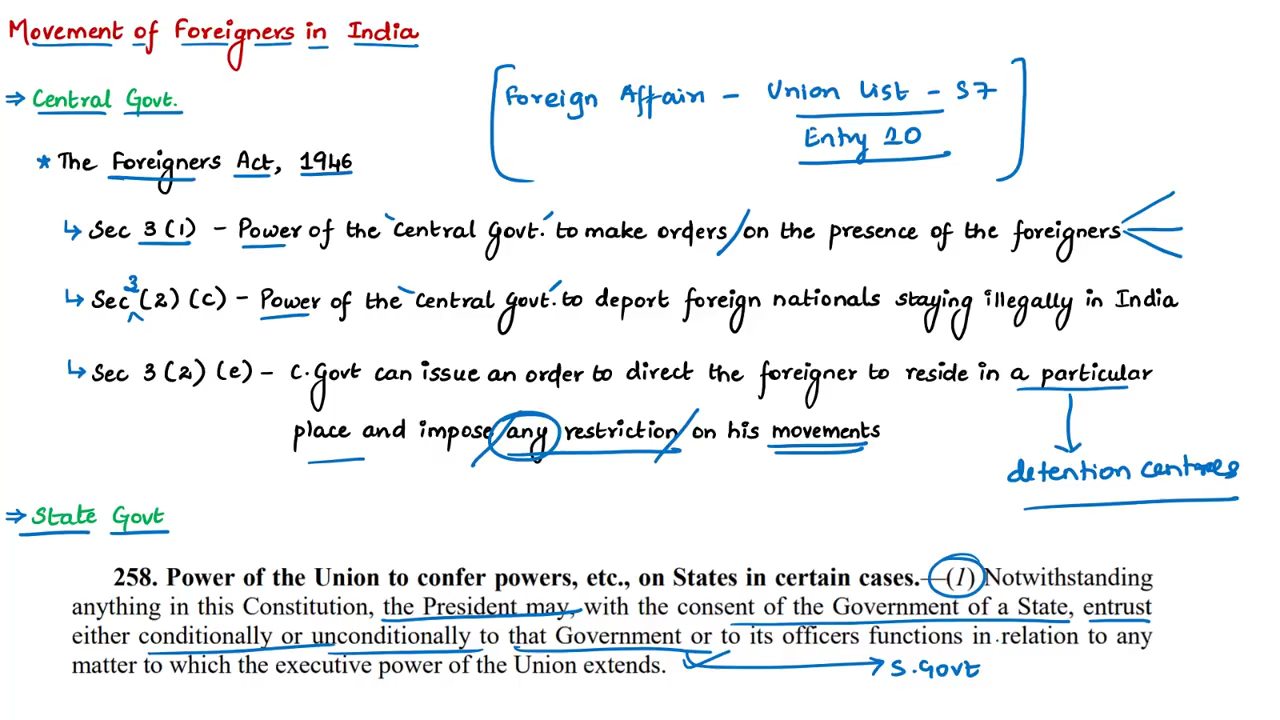 Movement of Foreigners in India
⇒ Central Govt.
Foreign Affair - Union List - S7
Entry 10
* The Foreigners Act, 1946
↳ Sec 3(1) - Power of the 'Central Govt.' to make orders / on the presence of the foreigners
↳ Sec 3 (2) (c) - Power of the 'Central Govt.' to deport foreign nationals staying illegally in India
↳ Sec 3 (2) (e) - C.Govt can issue an order to direct the foreigner to reside in a particular
place and impose / any restriction / on his movements
detention centres
⇒ State Govt
258. Power of the Union to confer powers, etc., on States in certain cases.—(1) Notwithstanding
anything in this Constitution, the President may, with the consent of the Government of a State, entrust
either conditionally or unconditionally to that Government or to its officers functions in relation to any
matter to which the executive power of the Union extends.
→ S.Govt